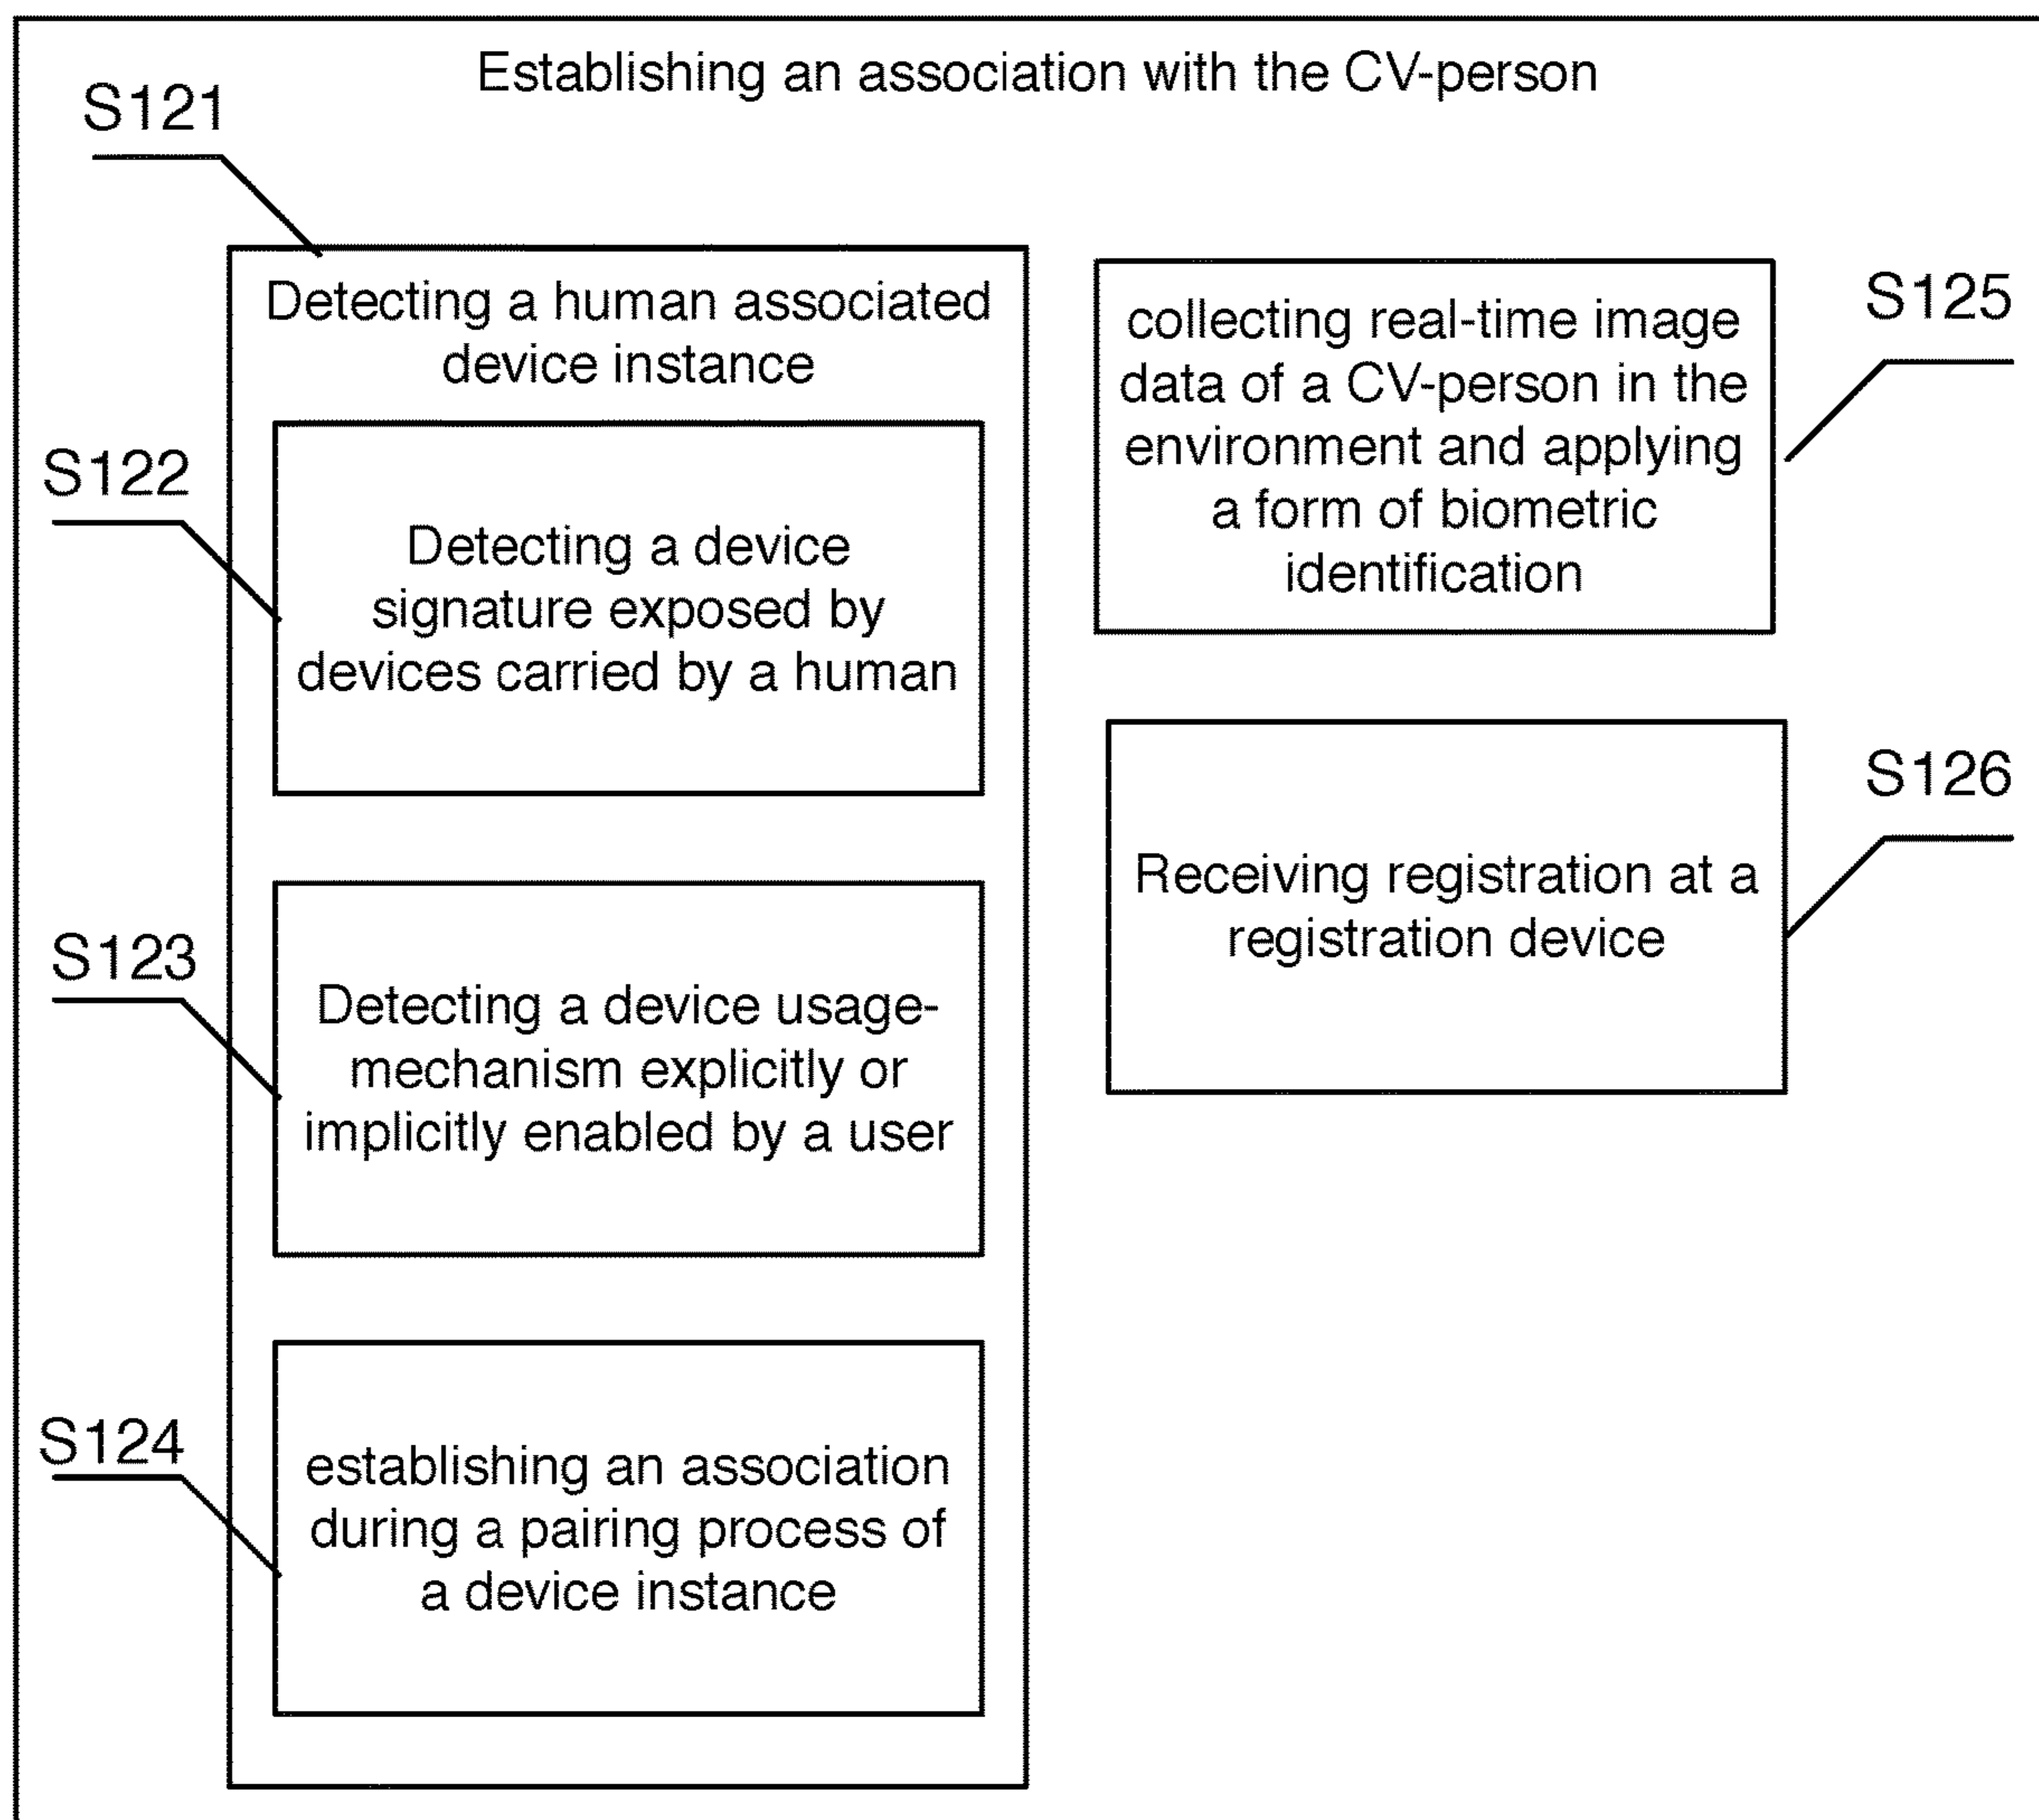 Establishing an association with the CV-person
S121
Detecting a human associated
device instance
S122
Detecting a device
signature exposed by
devices carried by a human
S123
Detecting a device usage-
mechanism explicitly or
implicitly enabled by a user
S124
establishing an association
during a pairing process of
a device instance
S125
collecting real-time image
data of a CV-person in the
environment and applying
a form of biometric
identification
S126
Receiving registration at a
registration device